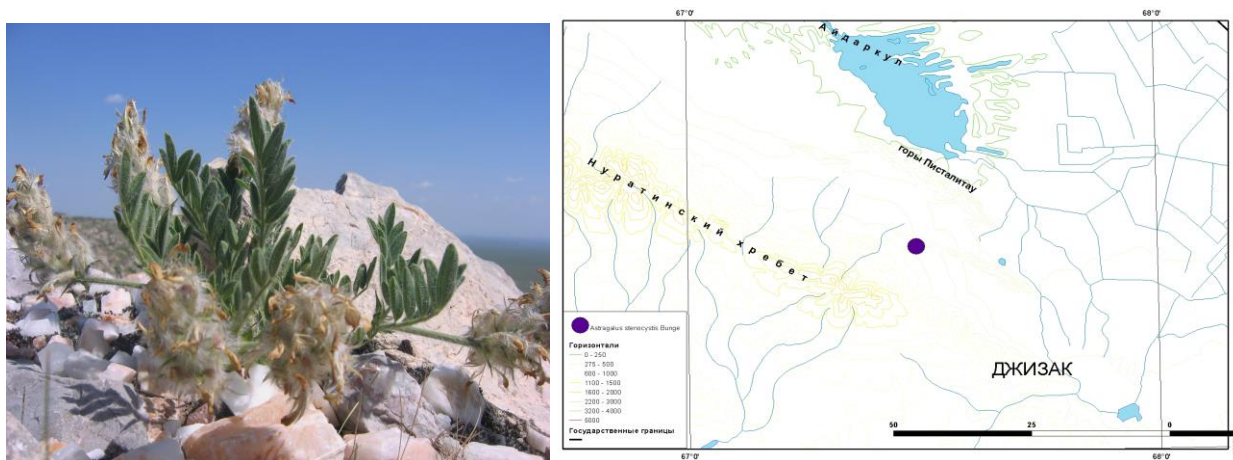 67°0'
68°0'
Айдаркул
горы Писталитау
Нуратинский хребет
Astragalus stenocystis Bunge
Горизонтали
0 - 250
275 - 500
600 - 1000
1100 - 1500
1600 - 2000
2200 - 3000
3200 - 4000
5000
Государственные границы
ДЖИЗАК
50
25
0
67°0'
68°0'